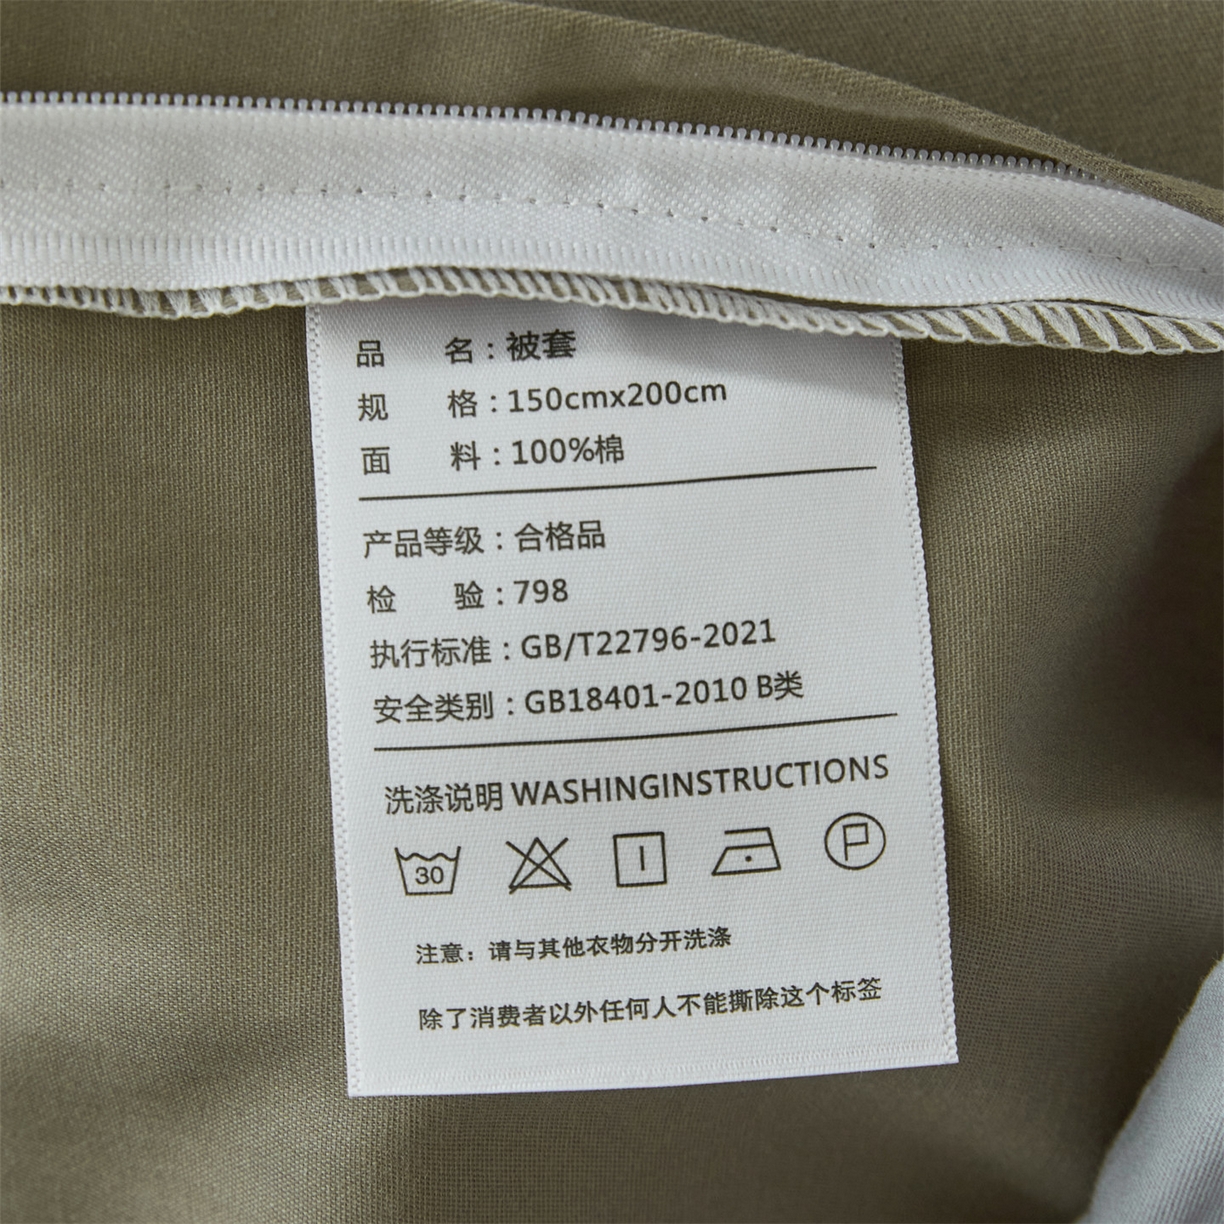 品 名：被套
规 格：150cmx200cm
面 料：100%棉
产品等级：合格品
检 验：798
执行标准：GB/T22796-2021
安全类别：GB18401-2010 B类
洗涤说明 WASHINGINSTRUCTIONS
30 P
注意：请与其他衣物分开洗涤
除了消费者以外任何人不能撕除这个标签